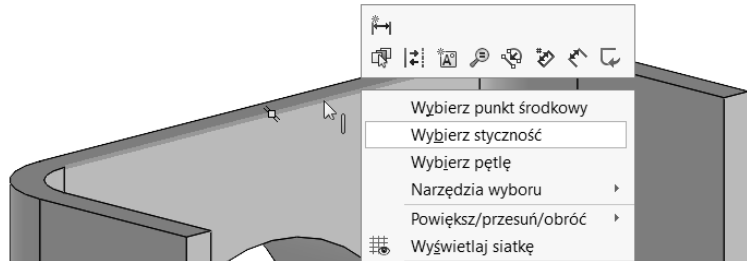 Wybierz punkt środkowy
Wybierz styczność
Wybierz pętlę
Narzędzia wyboru
Powiększ/przesuń/obróć
Wyświetlaj siatkę